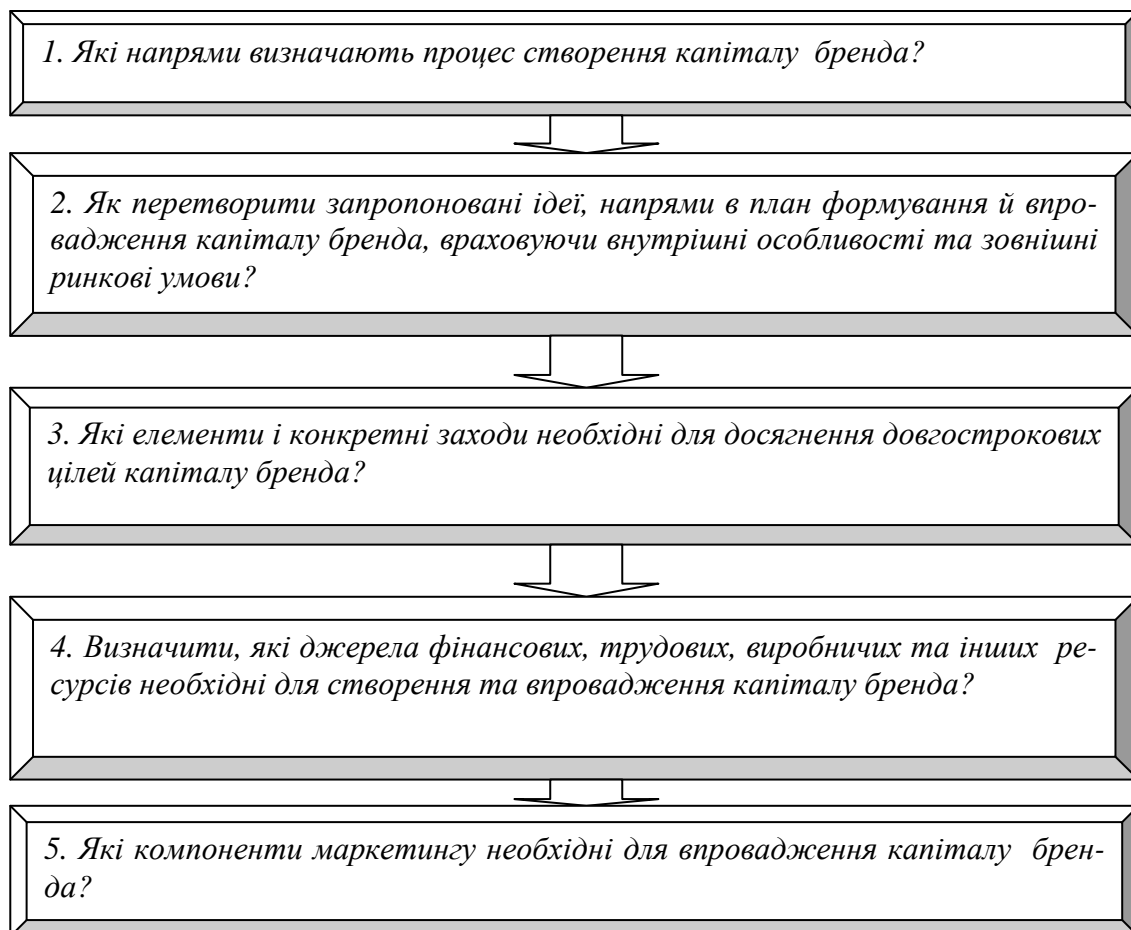 1. Які напрями визначають процес створення капіталу бренда?
2. Як перетворити запропоновані ідеї, напрями в план формування й впро-
вадження капіталу бренда, враховуючи внутрішні особливості та зовнішні
ринкові умови?
3. Які елементи і конкретні заходи необхідні для досягнення довгострокових
цілей капіталу бренда?
4. Визначити, які джерела фінансових, трудових, виробничих та інших ре-
сурсів необхідні для створення та впровадження капіталу бренда?
5. Які компоненти маркетингу необхідні для впровадження капіталу брен-
да?